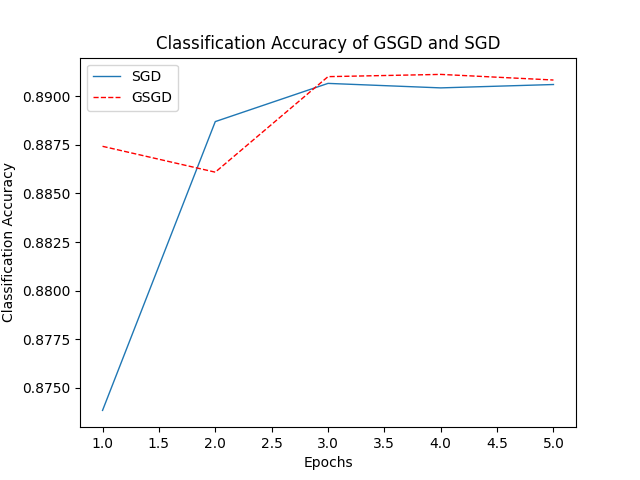 Classification Accuracy of GSGD and SGD
SGD
GSGD
0.8900
0.8875
0.8850
0.8825
0.8800
0.8775
0.8750
Classification Accuracy
1.0 1.5 2.0 2.5 3.0 3.5 4.0 4.5 5.0
Epochs